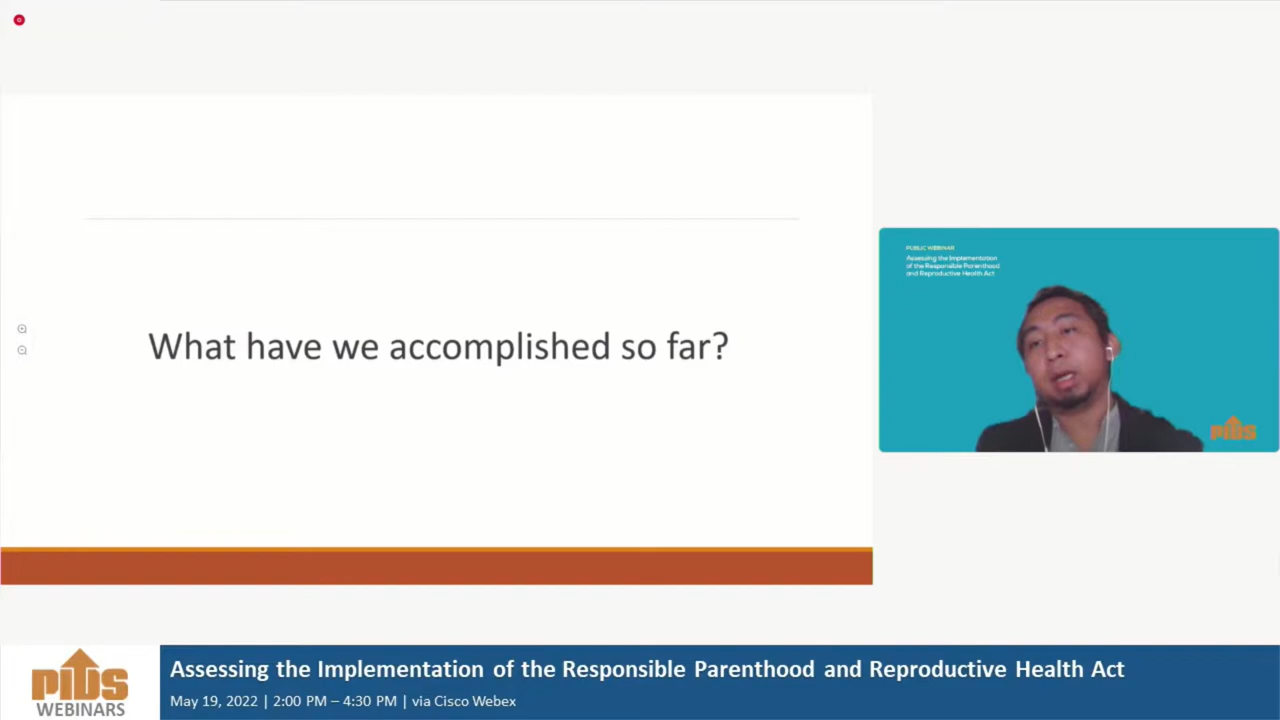 What have we accomplished so far?
PUBLIC WEBINAR
Assessing the Implementation
of the Responsible Parenthood
and Reproductive Health Act
PIDS
PIDS
WEBINARS
Assessing the Implementation of the Responsible Parenthood and Reproductive Health Act
May 19, 2022 | 2:00 PM – 4:30 PM | via Cisco Webex